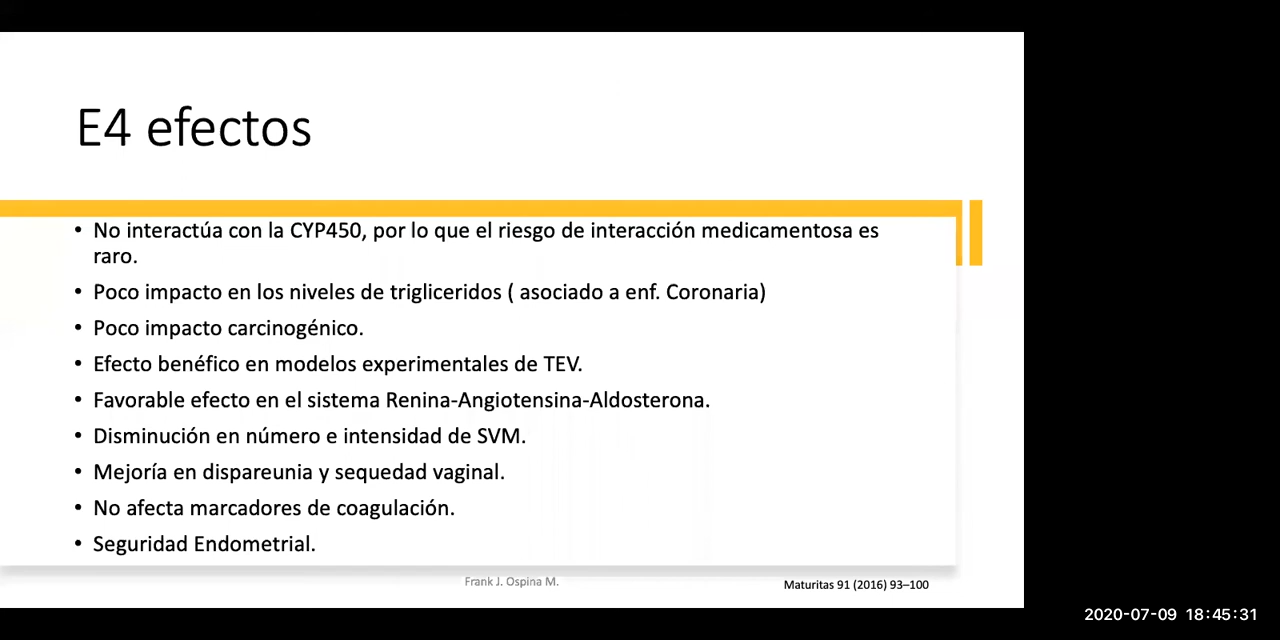 E4 efectos
• No interactúa con la CYP450, por lo que el riesgo de interacción medicamentosa es
raro.
• Poco impacto en los niveles de trigliceridos ( asociado a enf. Coronaria)
• Poco impacto carcinogénico.
• Efecto benéfico en modelos experimentales de TEV.
• Favorable efecto en el sistema Renina-Angiotensina-Aldosterona.
• Disminución en número e intensidad de SVM.
• Mejoría en dispareunia y sequedad vaginal.
• No afecta marcadores de coagulación.
• Seguridad Endometrial.
Frank J. Ospina M.
Maturitas 91 (2016) 93–100
2020-07-09 18:45:31